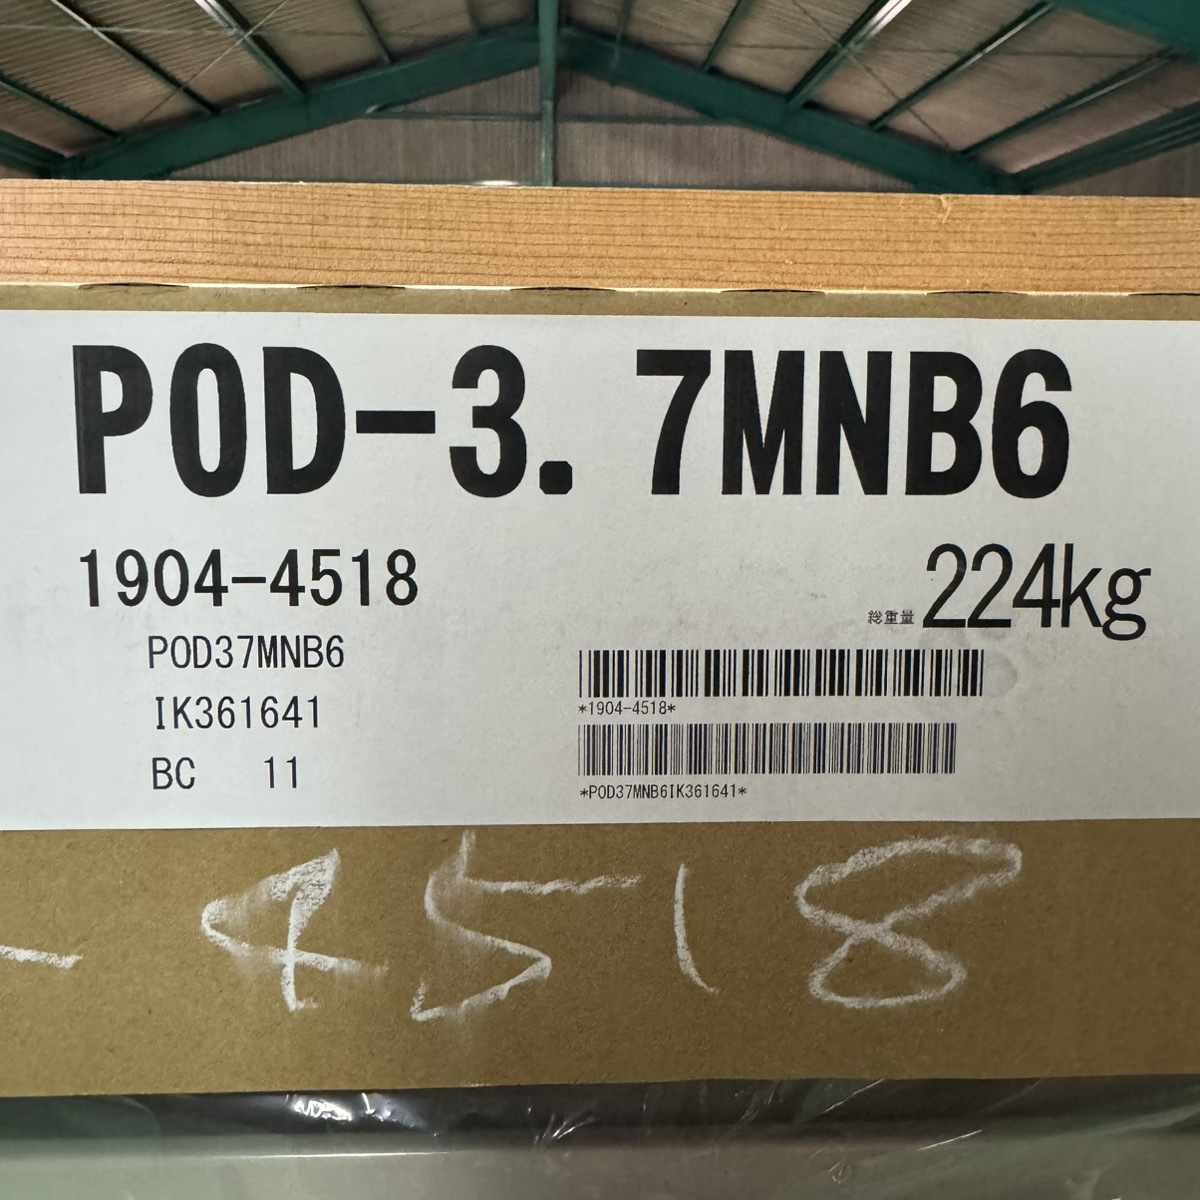 POD-3.7MNB6
1904-4518
総重量 224kg
POD37MNB6
IK361641
BC 11
*1904-4518*
*POD37MNB6IK361641*
- 4518